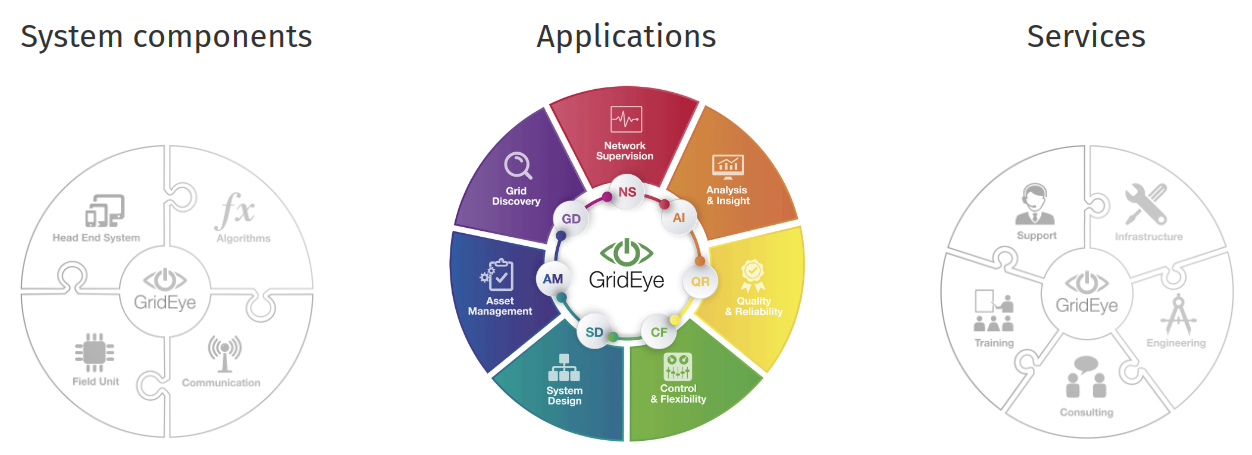 System components
Applications
Services
Head End System
fx
Algorithms
GridEye
Field Unit
Communication
Network
Supervision
Analysis
& Insight
Quality
& Reliability
Control
& Flexibility
System
Design
Asset
Management
Grid
Discovery
NS
AI
QR
CF
SD
AM
GD
GridEye
Support
Infrastructure
Engineering
Consulting
Training
GridEye